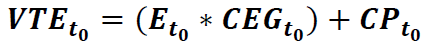 VTE_{t_0} = (E_{t_0} * CEG_{t_0}) + CP_{t_0}